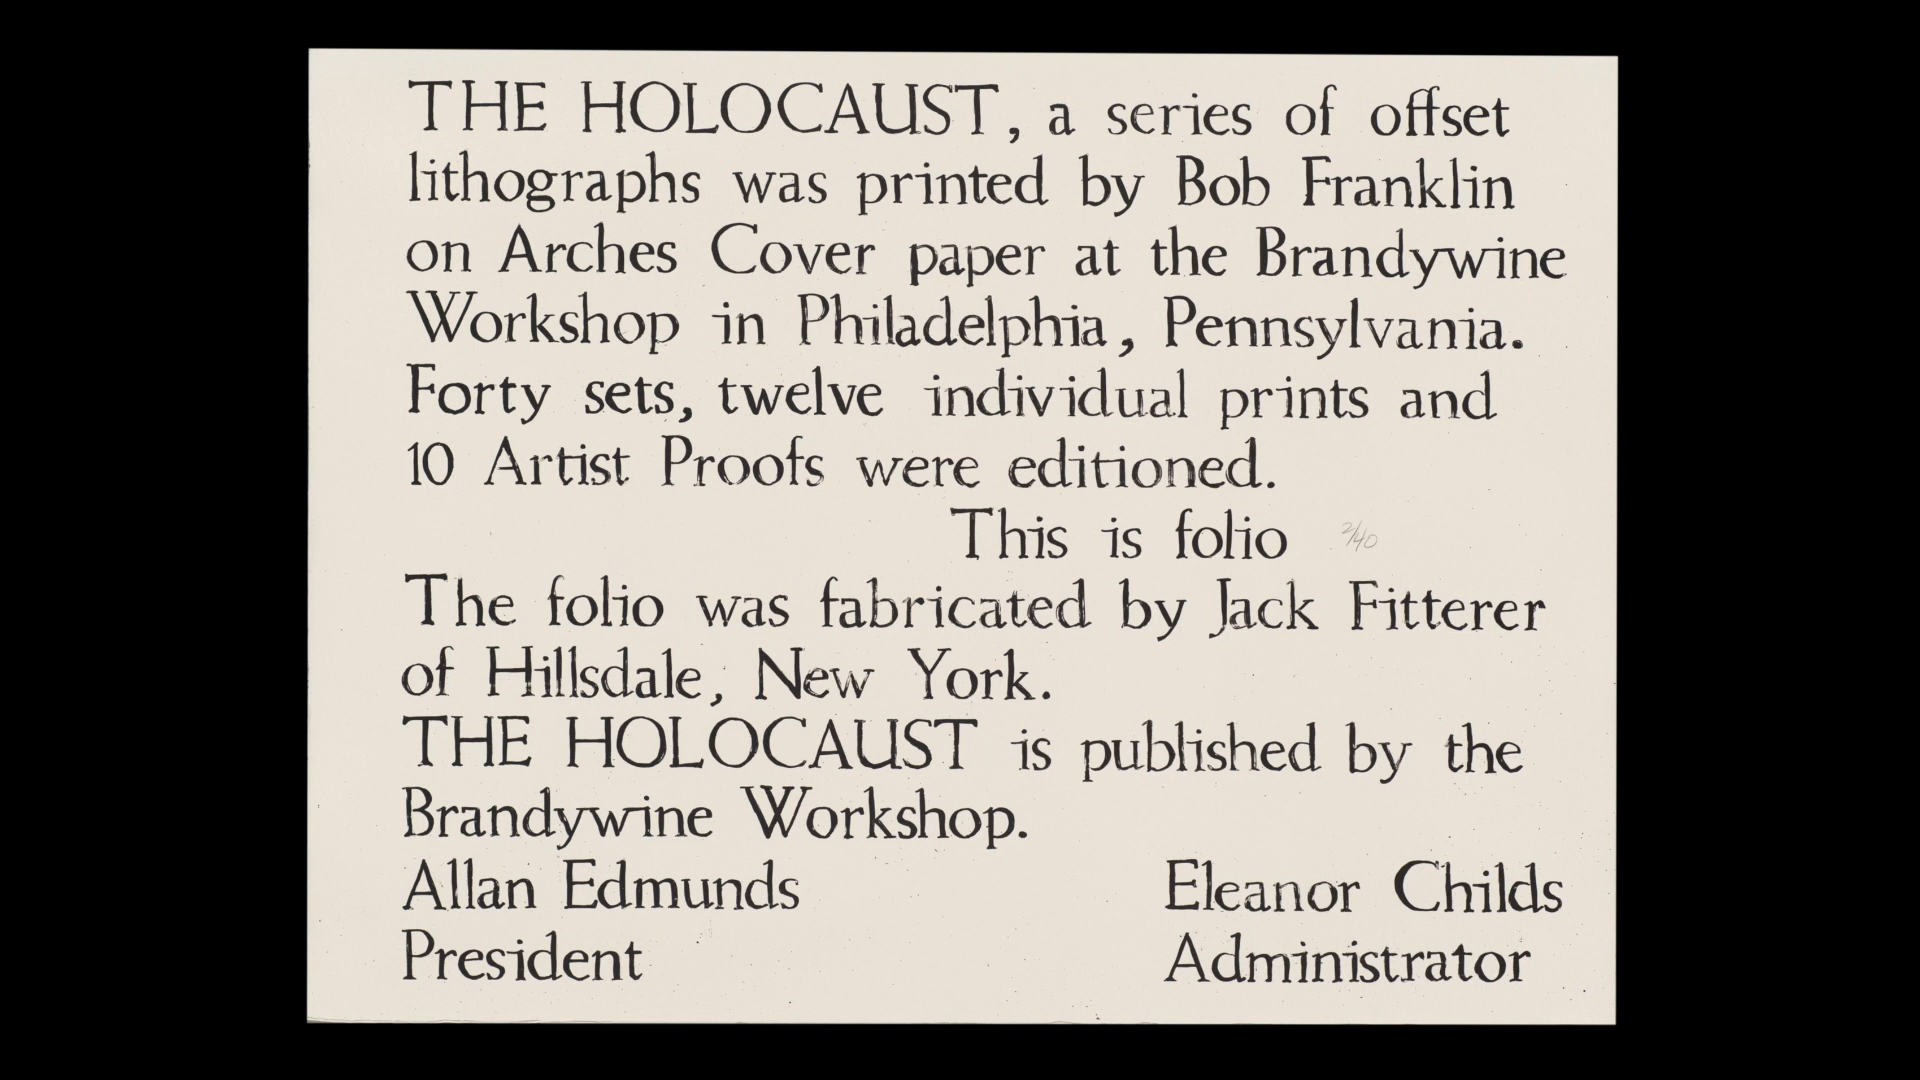 THE HOLOCAUST, a series of offset
lithographs was printed by Bob Franklin
on Arches Cover paper at the Brandywine
Workshop in Philadelphia, Pennsylvania.
Forty sets, twelve individual prints and
10 Artist Proofs were editioned.
This is folio 2/40
The folio was fabricated by Jack Fitterer
of Hillsdale, New York.
THE HOLOCAUST is published by the
Brandywine Workshop.
Allan Edmunds Eleanor Childs
President Administrator